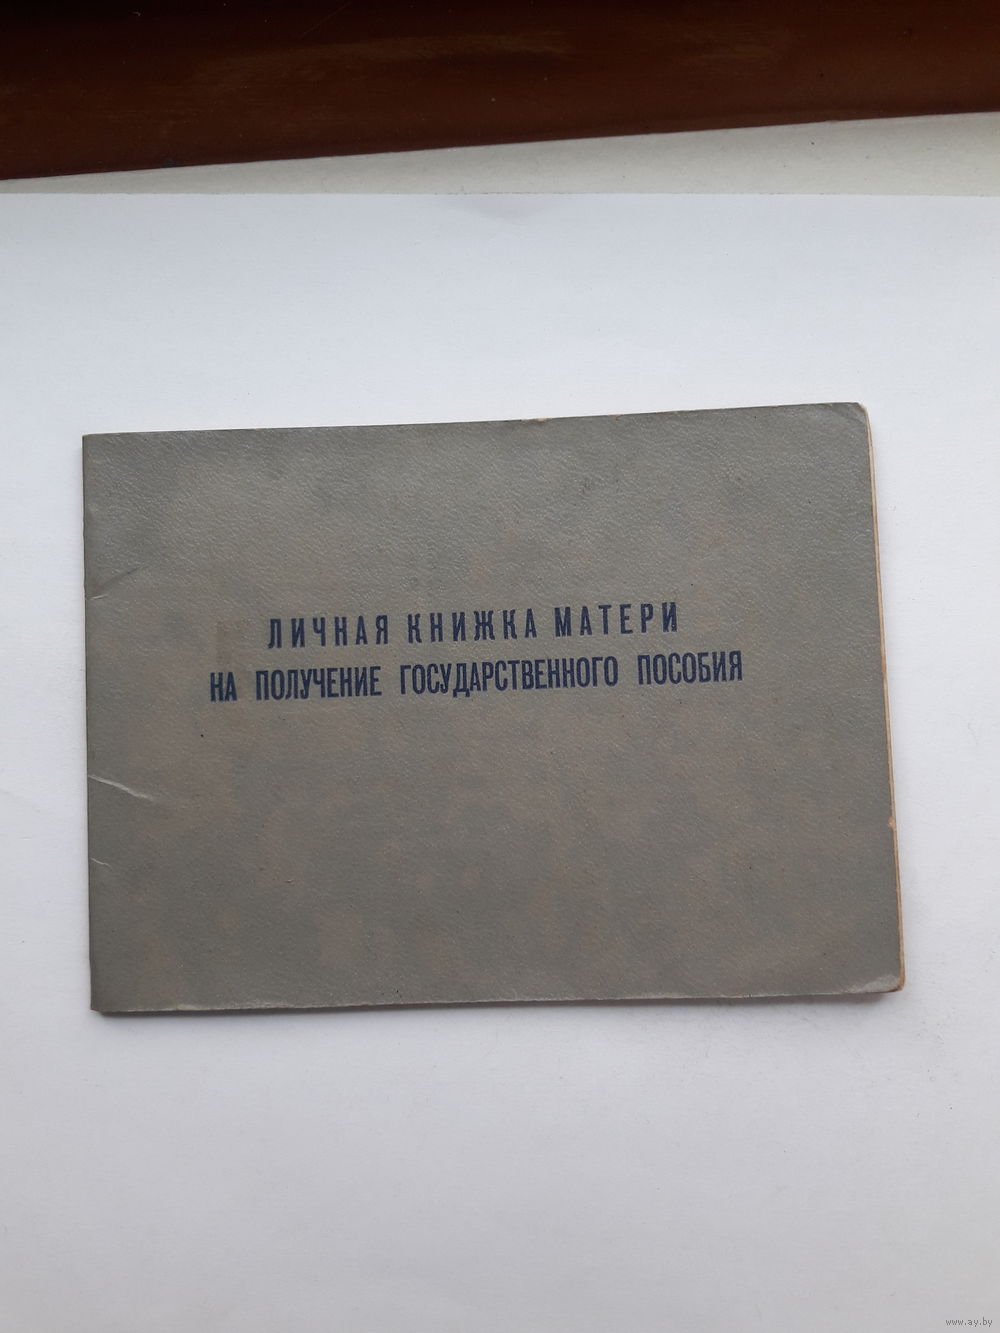 ЛИЧНАЯ КНИЖКА МАТЕРИ
НА ПОЛУЧЕНИЕ ГОСУДАРСТВЕННОГО ПОСОБИЯ
www.ay.by